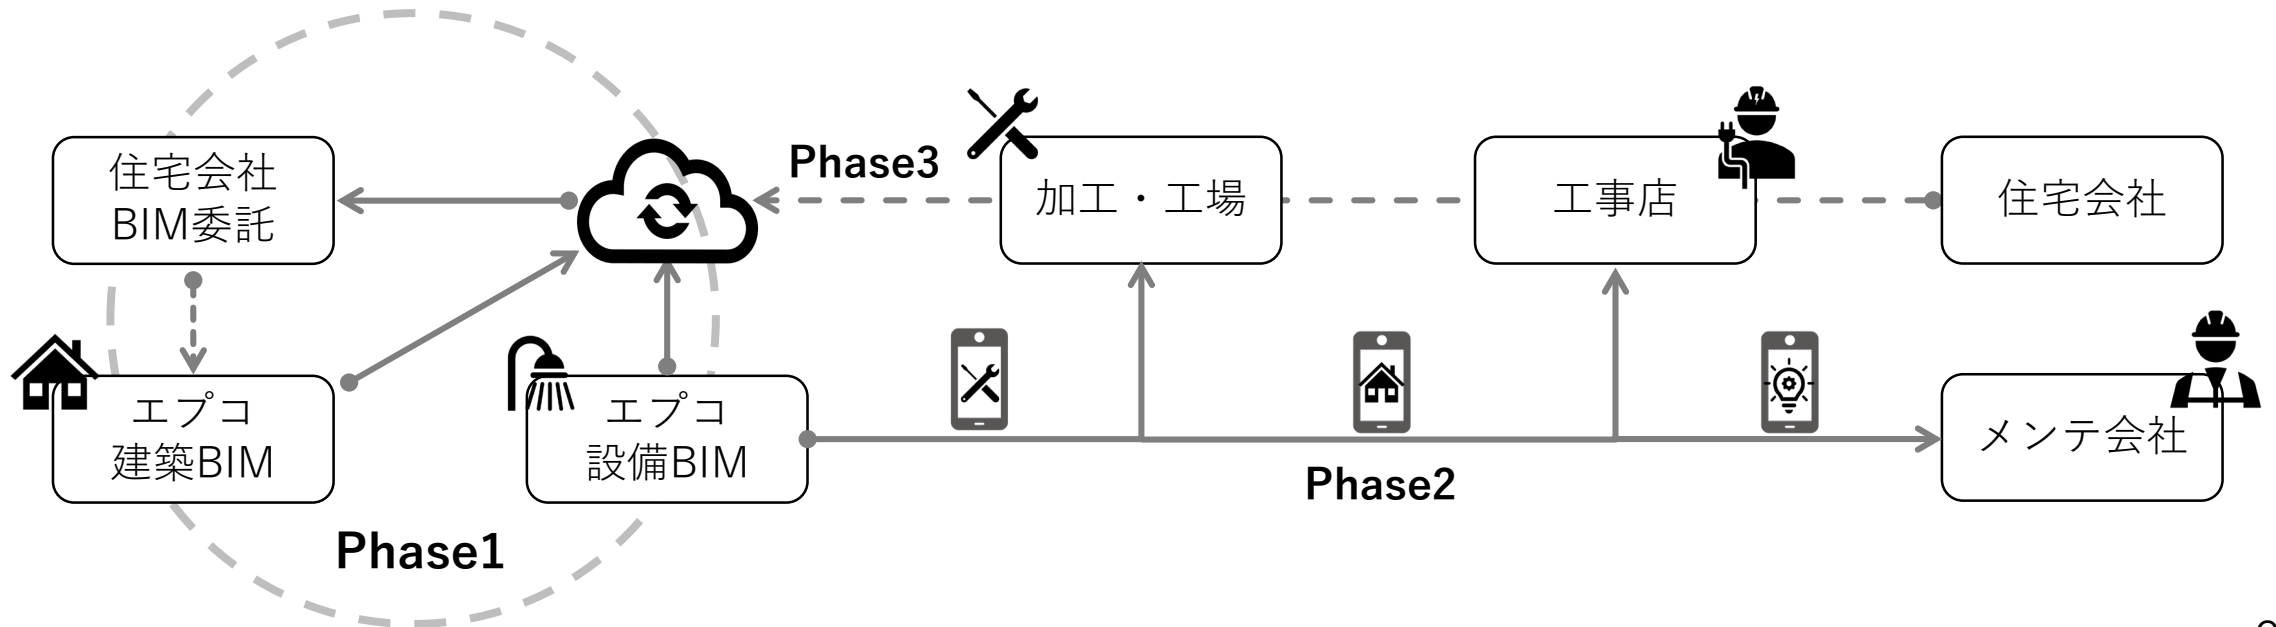 住宅会社
BIM委託
Phase3
加工・工場
工事店
住宅会社
エプコ
建築BIM
エプコ
設備BIM
メンテ会社
Phase2
Phase1